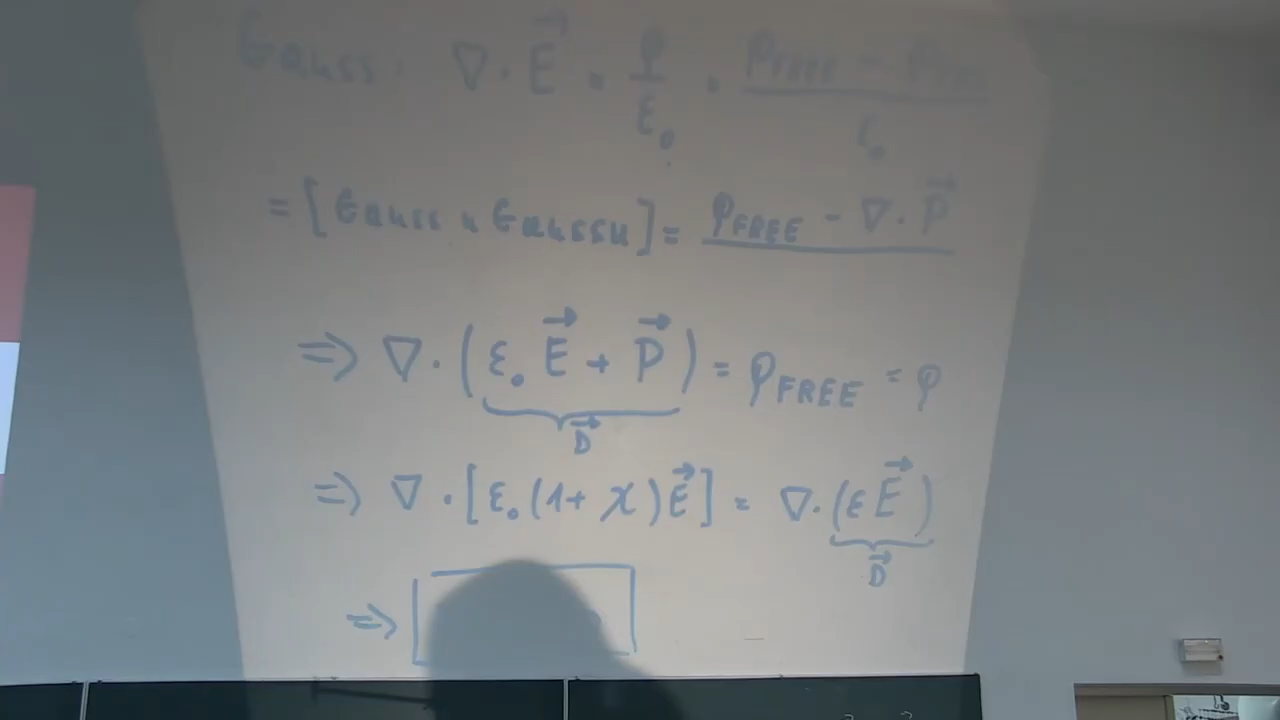 Gauss: ∇ · E⃗ = ρ/ε₀ = (ρFREE - ρPOL)/ε₀
= [Gauss u Gaussu] = ρFREE - ∇ · P⃗
⇒ ∇ · (ε₀ E⃗ + P⃗) = ρFREE = ρ
D⃗
⇒ ∇ · [ε₀ (1 + χ) E⃗] = ∇ · (ε E⃗)
D⃗
⇒